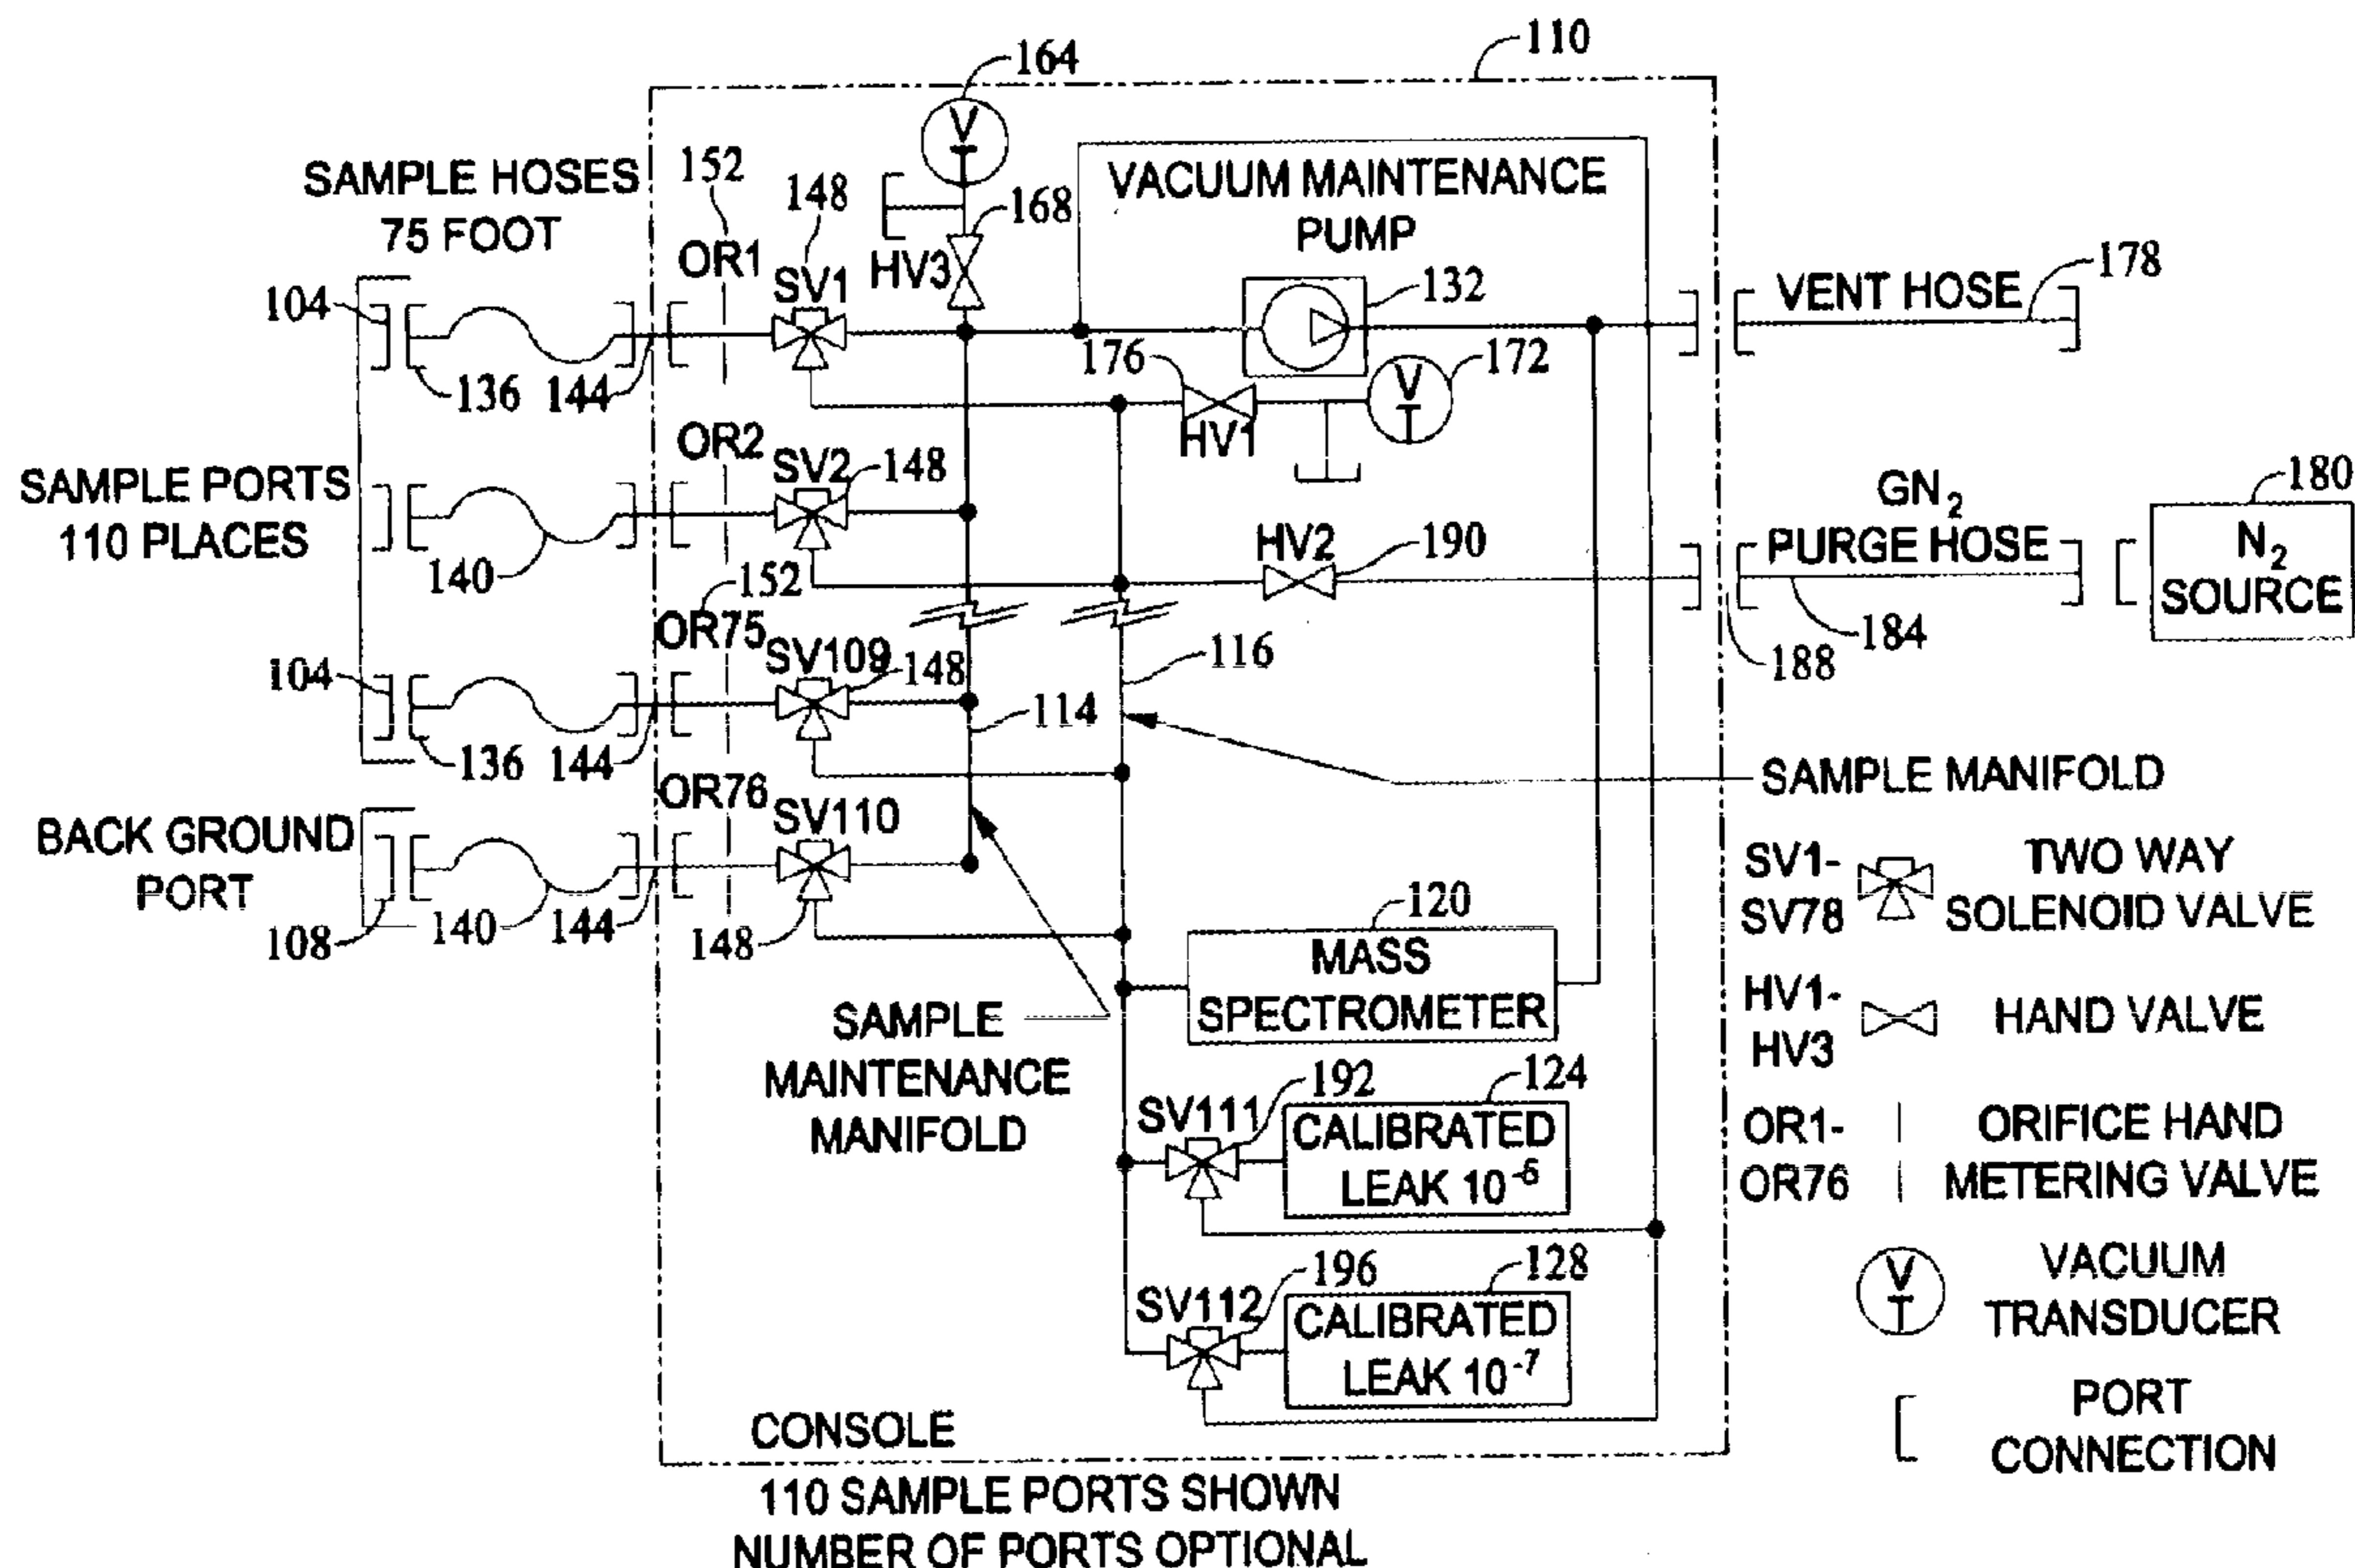 110
164
SAMPLE HOSES
75 FOOT
152
148
OR1
SV1
HV3
168
VACUUM MAINTENANCE
PUMP
132
V
T
VENT HOSE
178
104
136
144
176
HV1
172
V
T
SAMPLE PORTS
110 PLACES
OR2
SV2
148
140
152
HV2
190
GN2
PURGE HOSE
184
188
180
N2
SOURCE
OR75
SV109
148
104
136
144
114
116
SAMPLE MANIFOLD
BACK GROUND
PORT
OR76
SV110
108
140
144
148
SAMPLE
MAINTENANCE
MANIFOLD
120
MASS
SPECTROMETER
SV111
192
124
CALIBRATED
LEAK 10-6
SV112
196
128
CALIBRATED
LEAK 10-7
CONSOLE
110 SAMPLE PORTS SHOWN
NUMBER OF PORTS OPTIONAL
SV1-
SV78
TWO WAY
SOLENOID VALVE
HV1-
HV3
HAND VALVE
OR1-
OR76
ORIFICE HAND
METERING VALVE
V
T
VACUUM
TRANSDUCER
PORT
CONNECTION